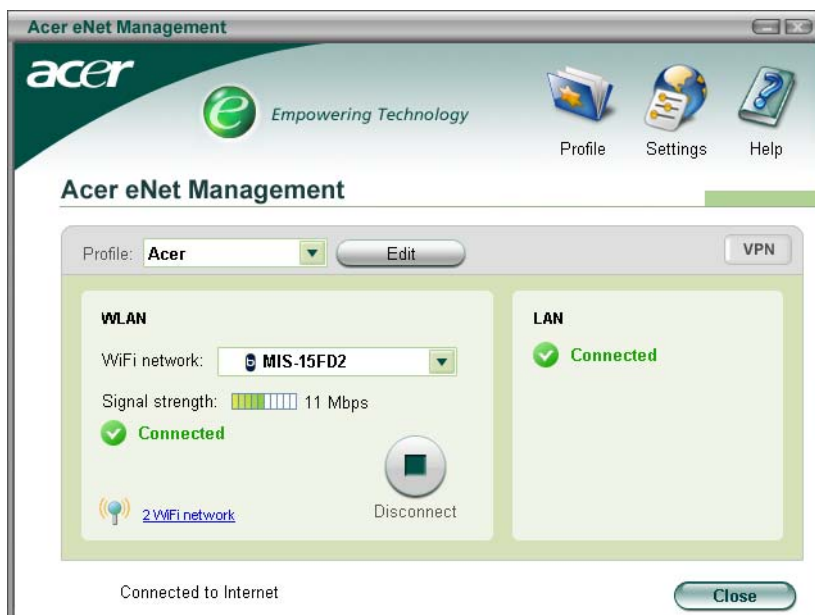 Acer eNet Management
acer
e Empowering Technology
Profile Settings Help
Acer eNet Management
Profile: Acer Edit VPN
WLAN
WiFi network: b MIS-15FD2
Signal strength: 11 Mbps
Connected
2 WiFi network
Disconnect
LAN
Connected
Connected to Internet
Close